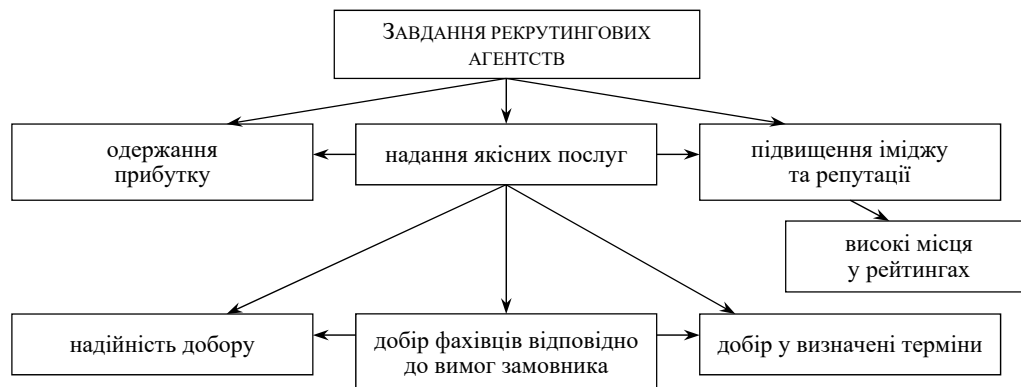 ЗАВДАННЯ РЕКРУТИНГОВИХ
АГЕНТСТВ
одержання
прибутку
надання якісних послуг
підвищення іміджу
та репутації
високі місця
у рейтингах
надійність добору
добір фахівців відповідно
до вимог замовника
добір у визначені терміни